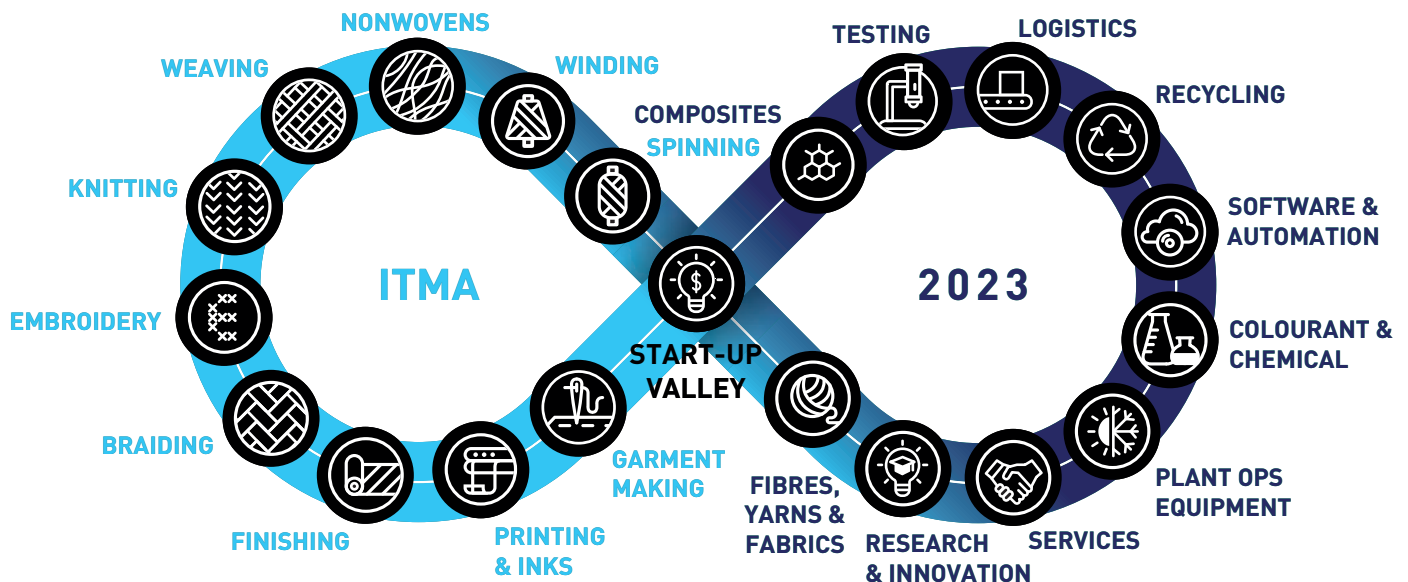 NONWOVENS
WEAVING
WINDING
KNITTING
SPINNING
EMBROIDERY
ITMA
BRAIDING
FINISHING
PRINTING
& INKS
GARMENT
MAKING
START-UP
VALLEY
$
COMPOSITES
TESTING
LOGISTICS
RECYCLING
SOFTWARE &
AUTOMATION
2023
COLOURANT &
CHEMICAL
PLANT OPS
EQUIPMENT
SERVICES
RESEARCH
& INNOVATION
FIBRES,
YARNS &
FABRICS